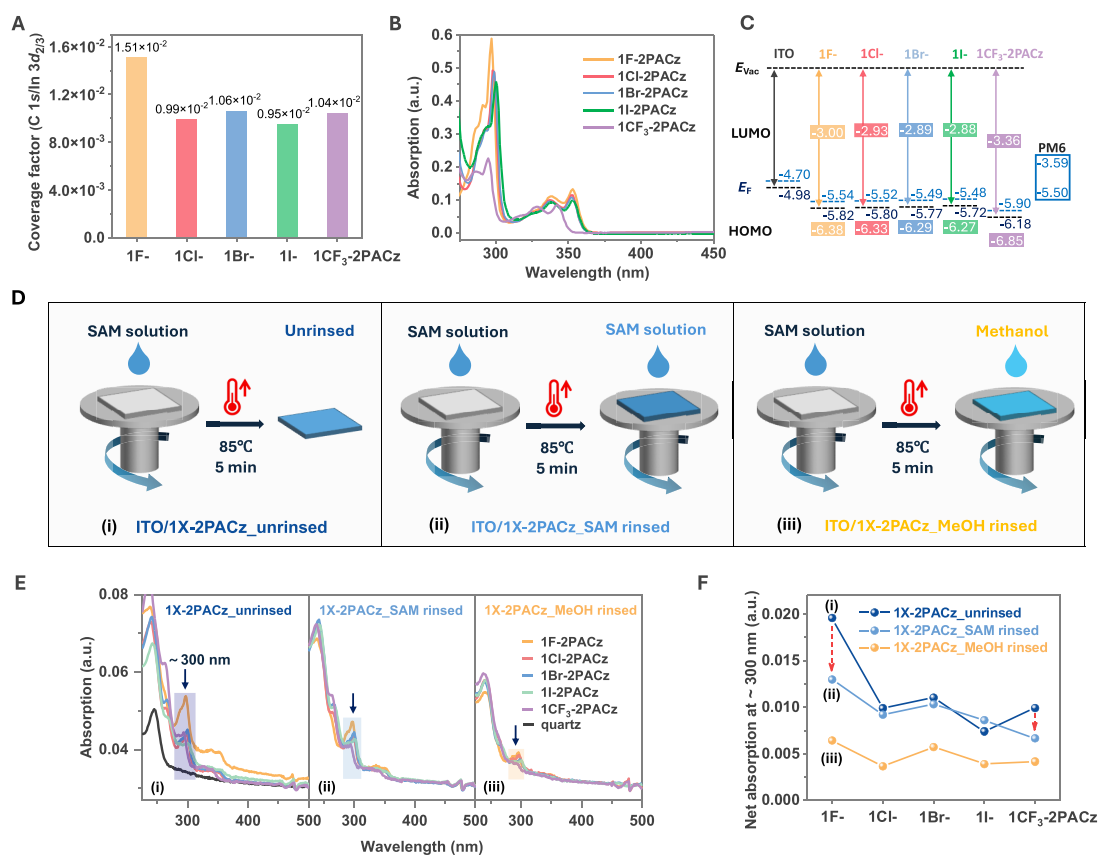 A
Coverage factor (C 1s/In 3d2/3)
1.6×10⁻²
1.2×10⁻²
8.0×10⁻³
4.0×10⁻³
0.0
1.51×10⁻²
0.99×10⁻²
1.06×10⁻²
0.95×10⁻²
1.04×10⁻²
1F- 1Cl- 1Br- 1I- 1CF₃-2PACz
B
Absorption (a.u.)
0.6
0.5
0.4
0.3
0.2
0.1
0.0
1F-2PACz
1Cl-2PACz
1Br-2PACz
1I-2PACz
1CF₃-2PACz
300 350 400 450
Wavelength (nm)
C
ITO 1F- 1Cl- 1Br- 1I- 1CF₃-2PACz
EVac
LUMO
-3.00 -2.93 -2.89 -2.88 -3.36
PM6
-3.59
-5.50
EF
-4.70
-4.98
-5.54 -5.52 -5.49 -5.48 -5.90
-5.82 -5.80 -5.77 -5.72 -6.18
HOMO
-6.38 -6.33 -6.29 -6.27 -6.85
D
SAM solution
Unrinsed
85℃
5 min
(i) ITO/1X-2PACz_unrinsed
SAM solution
SAM solution
85℃
5 min
(ii) ITO/1X-2PACz_SAM rinsed
SAM solution
Methanol
85℃
5 min
(iii) ITO/1X-2PACz_MeOH rinsed
E
Absorption (a.u.)
0.08
0.06
0.04
1X-2PACz_unrinsed
~ 300 nm
(i)
1X-2PACz_SAM rinsed
(ii)
1X-2PACz_MeOH rinsed
1F-2PACz
1Cl-2PACz
1Br-2PACz
1I-2PACz
1CF₃-2PACz
quartz
(iii)
300 400 500 300 400 500 300 400 500
Wavelength (nm)
F
Net absorption at ~ 300 nm (a.u.)
0.020
0.015
0.010
0.005
0.000
(i)
(ii)
(iii)
1X-2PACz_unrinsed
1X-2PACz_SAM rinsed
1X-2PACz_MeOH rinsed
1F- 1Cl- 1Br- 1I- 1CF₃-2PACz